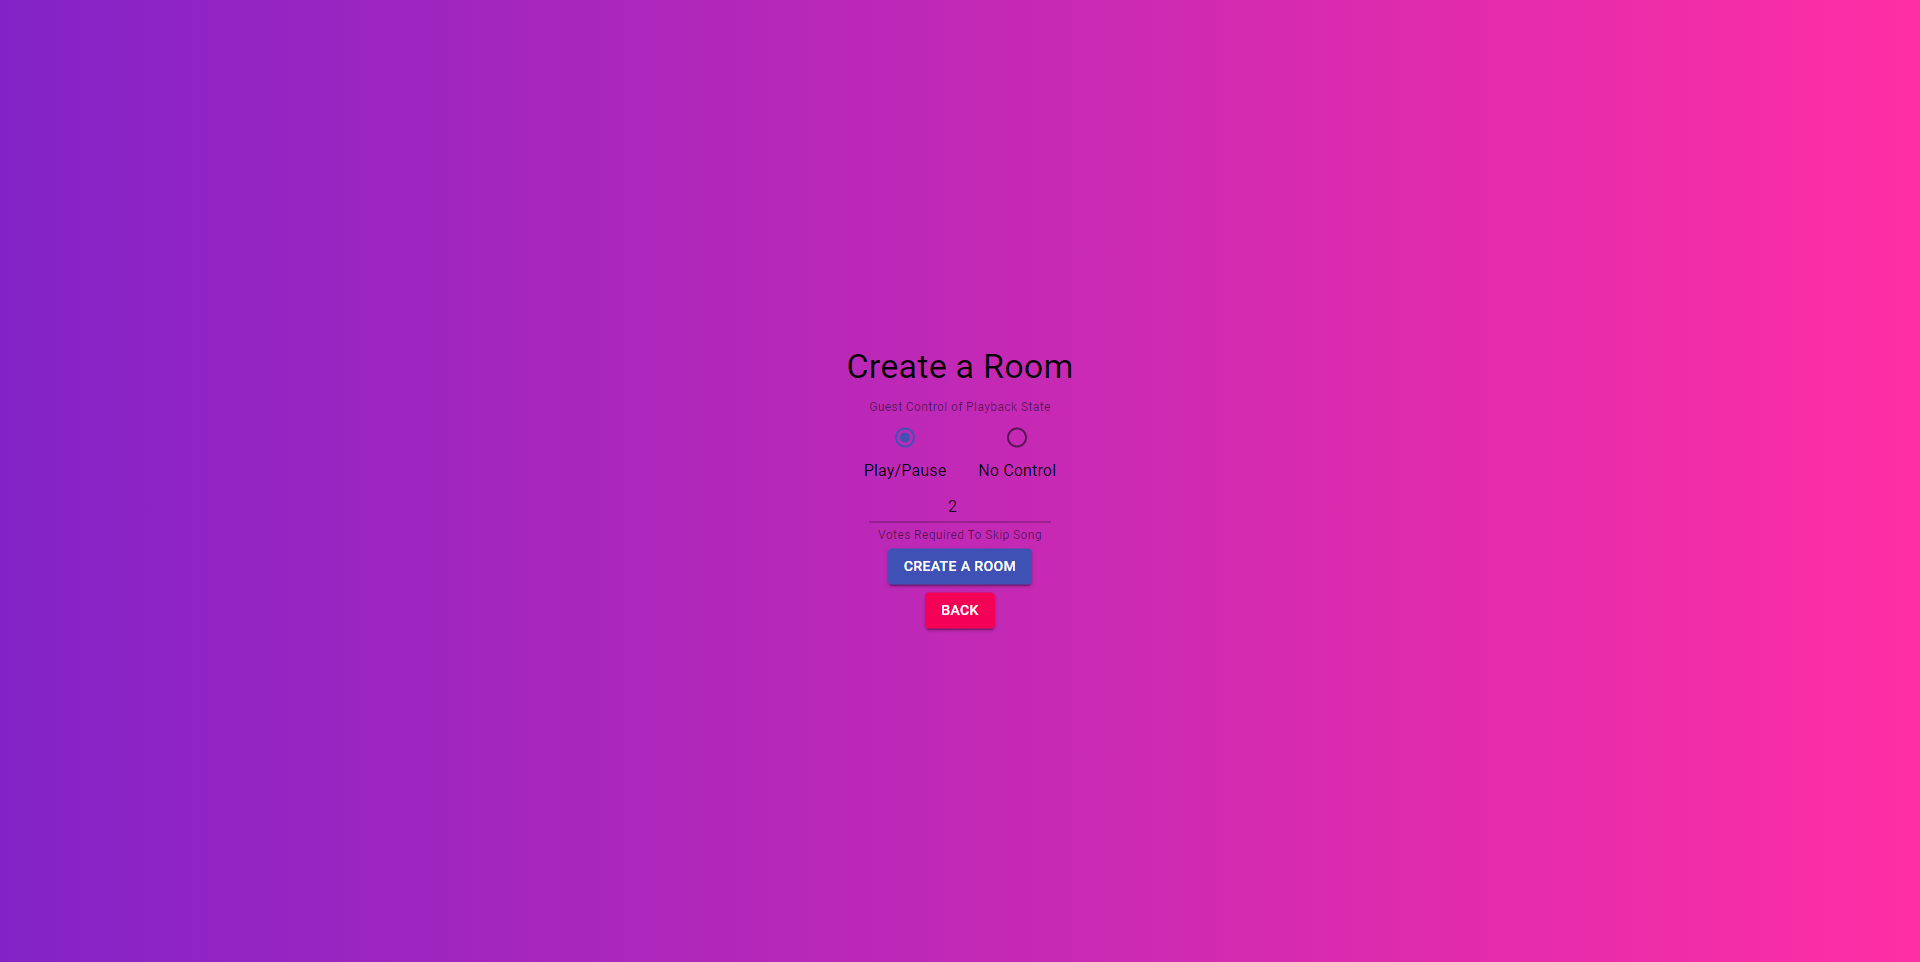 Create a Room
Guest Control of Playback State
Play/Pause No Control
2
Votes Required To Skip Song
CREATE A ROOM
BACK